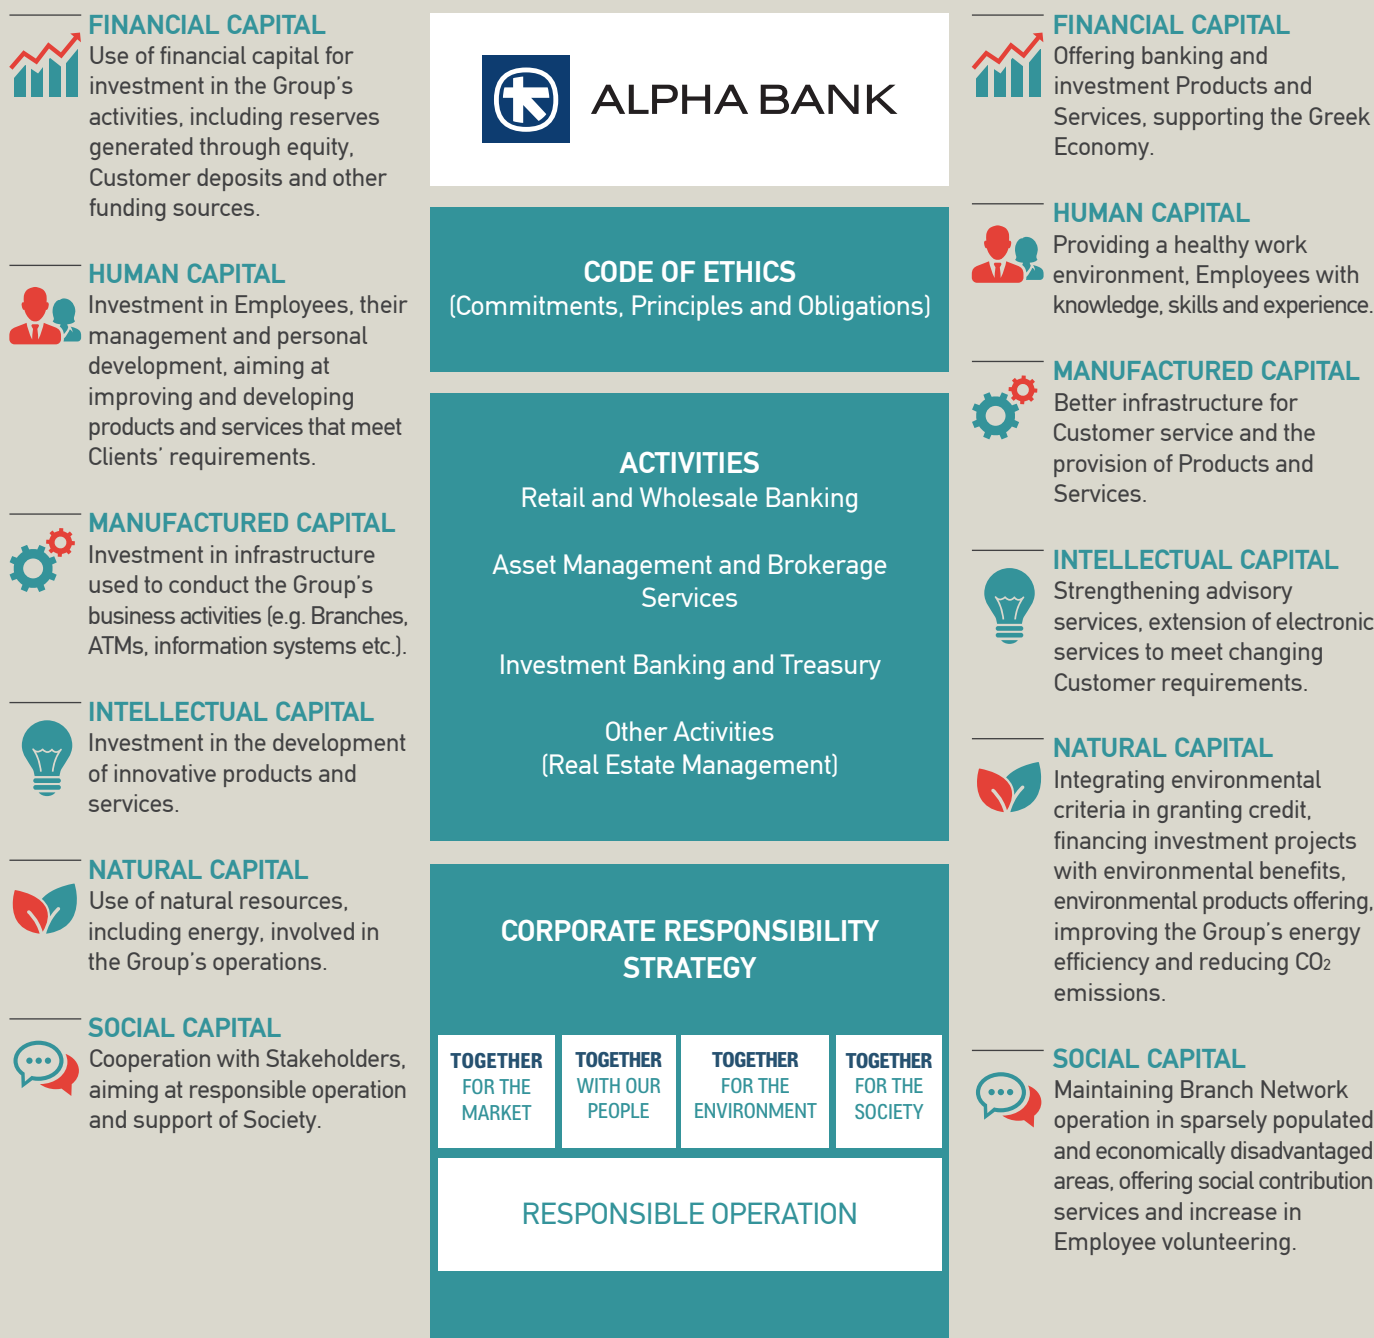 FINANCIAL CAPITAL
Use of financial capital for
investment in the Group's
activities, including reserves
generated through equity,
Customer deposits and other
funding sources.
HUMAN CAPITAL
Investment in Employees, their
management and personal
development, aiming at
improving and developing
products and services that meet
Clients' requirements.
MANUFACTURED CAPITAL
Investment in infrastructure
used to conduct the Group's
business activities (e.g. Branches,
ATMs, information systems etc.).
INTELLECTUAL CAPITAL
Investment in the development
of innovative products and
services.
NATURAL CAPITAL
Use of natural resources,
including energy, involved in
the Group's operations.
SOCIAL CAPITAL
Cooperation with Stakeholders,
aiming at responsible operation
and support of Society.
ALPHA BANK
CODE OF ETHICS
(Commitments, Principles and Obligations)
ACTIVITIES
Retail and Wholesale Banking
Asset Management and Brokerage
Services
Investment Banking and Treasury
Other Activities
(Real Estate Management)
CORPORATE RESPONSIBILITY
STRATEGY
TOGETHER
FOR THE
MARKET
TOGETHER
WITH OUR
PEOPLE
TOGETHER
FOR THE
ENVIRONMENT
TOGETHER
FOR THE
SOCIETY
RESPONSIBLE OPERATION
FINANCIAL CAPITAL
Offering banking and
investment Products and
Services, supporting the Greek
Economy.
HUMAN CAPITAL
Providing a healthy work
environment, Employees with
knowledge, skills and experience.
MANUFACTURED CAPITAL
Better infrastructure for
Customer service and the
provision of Products and
Services.
INTELLECTUAL CAPITAL
Strengthening advisory
services, extension of electronic
services to meet changing
Customer requirements.
NATURAL CAPITAL
Integrating environmental
criteria in granting credit,
financing investment projects
with environmental benefits,
environmental products offering,
improving the Group's energy
efficiency and reducing CO₂
emissions.
SOCIAL CAPITAL
Maintaining Branch Network
operation in sparsely populated
and economically disadvantaged
areas, offering social contribution
services and increase in
Employee volunteering.